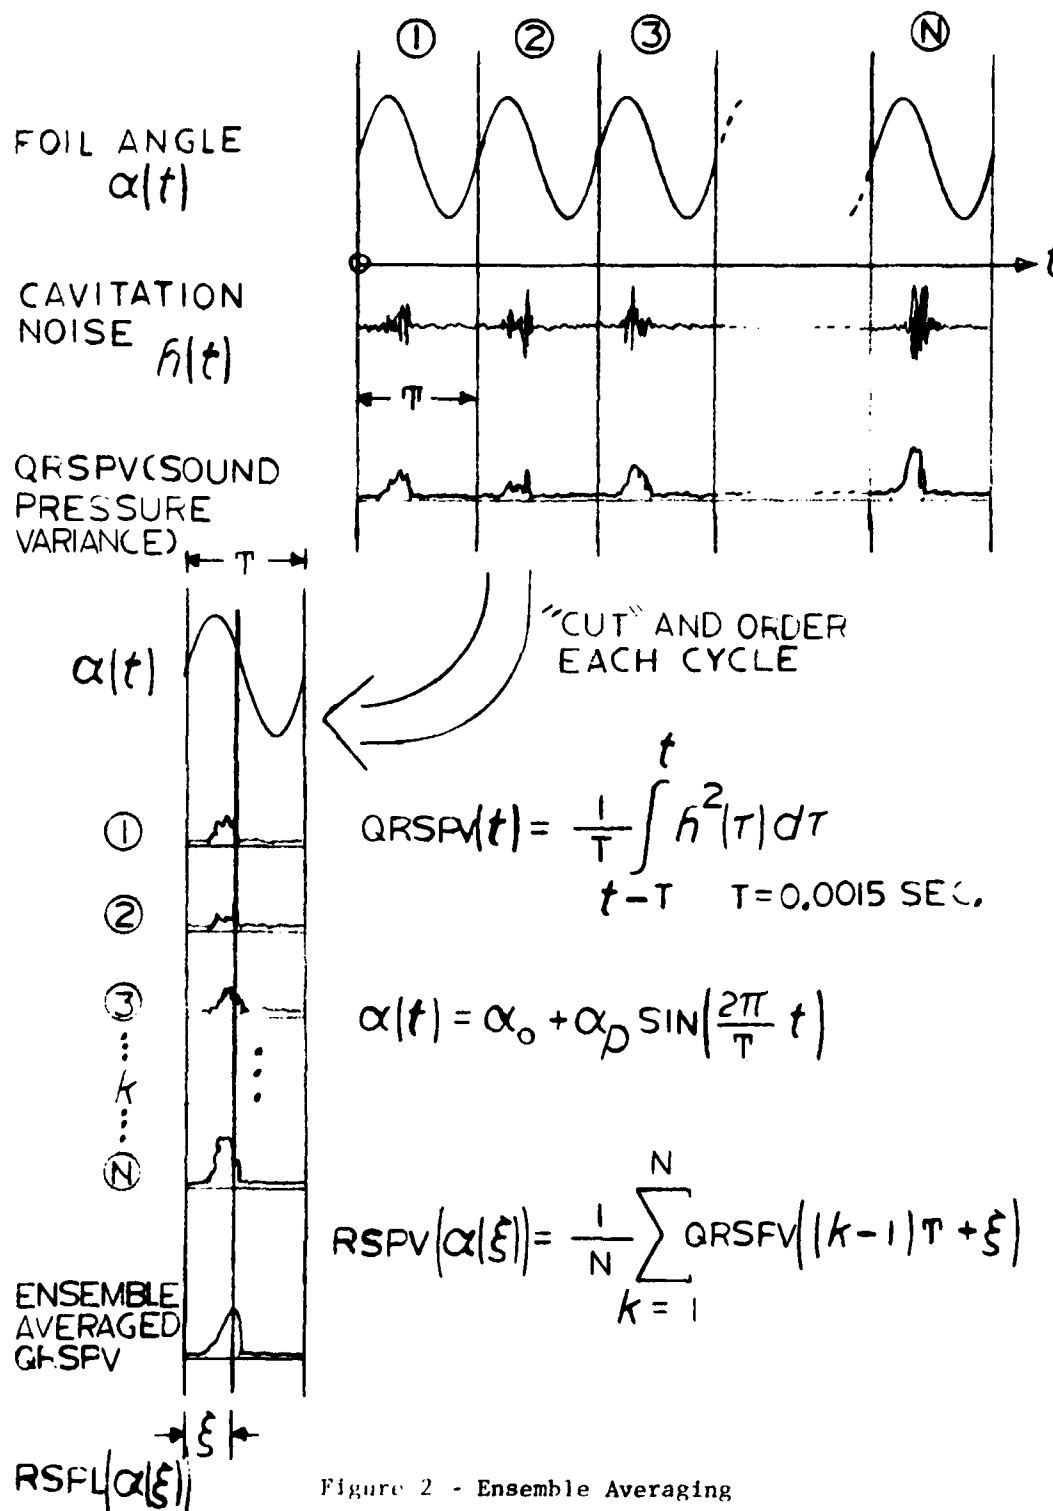 ① ② ③ Ⓝ
FOIL ANGLE
α(t)
t
CAVITATION
NOISE
h(t)
T
QRSPV(SOUND
PRESSURE
VARIANCE)
T
"CUT" AND ORDER
EACH CYCLE
α(t)
①
QRSPV(t) = 1/T ∫ t-T t h²(τ)dτ
T=0.0015 SEC.
②
③
α(t) = α₀ + αp SIN(2π/T t)
k
Ⓝ
RSPV(α(ξ)) = 1/N ∑ k=1 N QRSFV((k-1)T+ξ)
ENSEMBLE
AVERAGED
QRSPV
ξ
RSPL(α(ξ))
Figure 2 - Ensemble Averaging